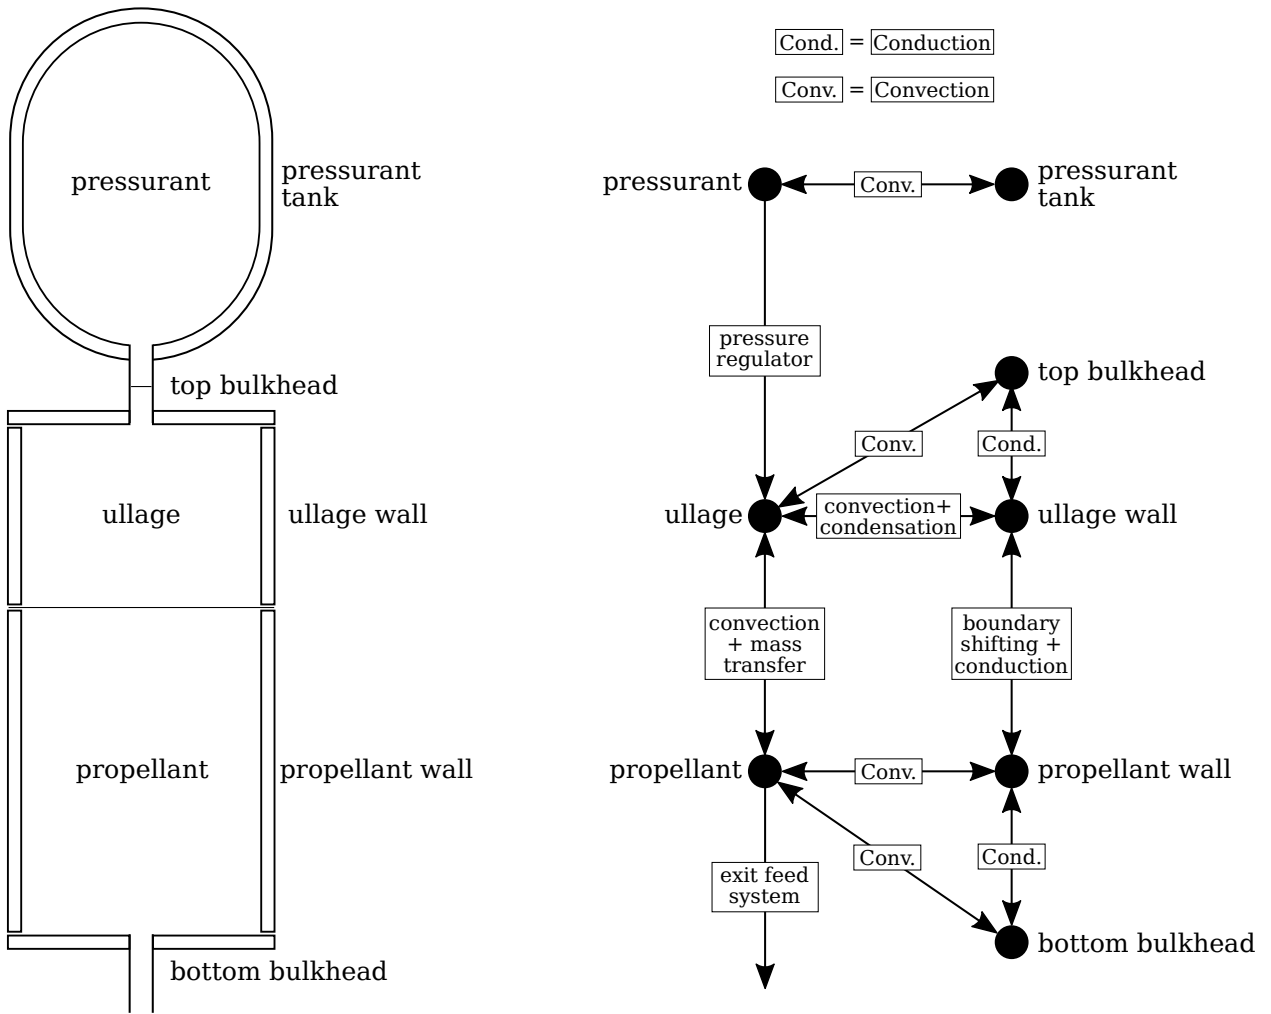 pressurant
pressurant
tank
top bulkhead
ullage
ullage wall
propellant
propellant wall
bottom bulkhead
Cond. = Conduction
Conv. = Convection
pressurant
Conv.
pressurant
tank
pressure
regulator
top bulkhead
Conv.
Cond.
ullage
convection+
condensation
ullage wall
convection
+ mass
transfer
boundary
shifting +
conduction
propellant
Conv.
propellant wall
exit feed
system
Conv.
Cond.
bottom bulkhead